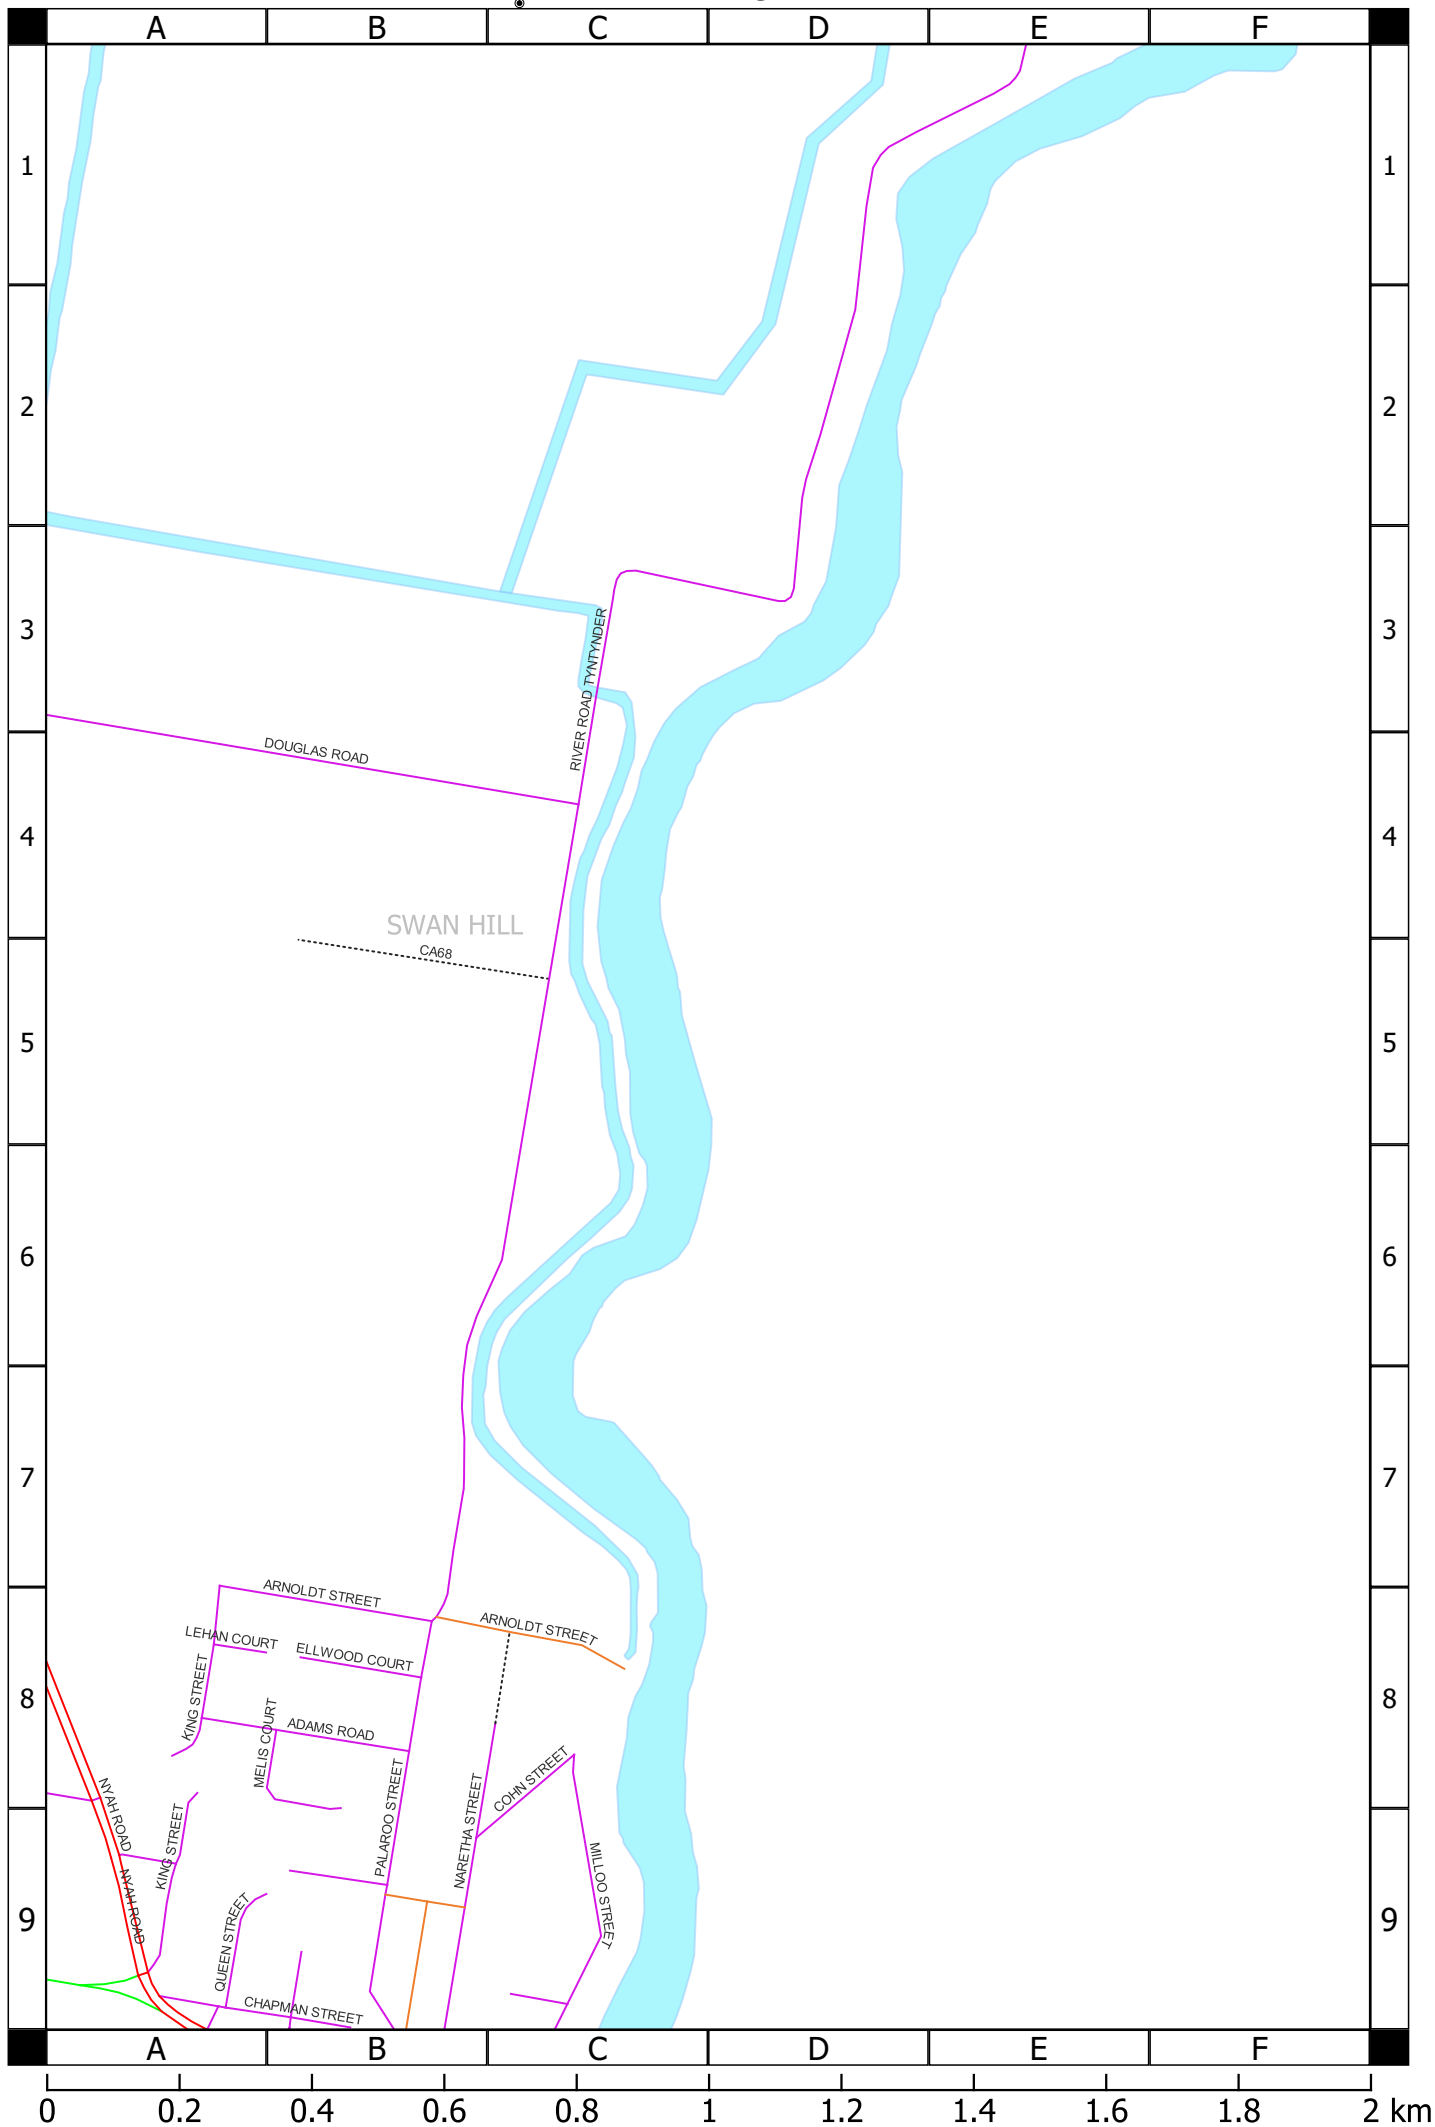 A B C D E F
1 1
2 2
3 3
RIVER ROAD TYNTYNDER
DOUGLAS ROAD
4 4
SWAN HILL
CA68
5 5
6 6
7 7
ARNOLDT STREET
ARNOLDT STREET
LEHAN COURT
ELLWOOD COURT
KING STREET
8 8
MELIS COURT
ADAMS ROAD
PALAROO STREET
COHN STREET
NARETHA STREET
NYAH ROAD
KING STREET
MILLOO STREET
NYAH ROAD
9 9
QUEEN STREET
CHAPMAN STREET
A B C D E F
0 0.2 0.4 0.6 0.8 1 1.2 1.4 1.6 1.8 2 km